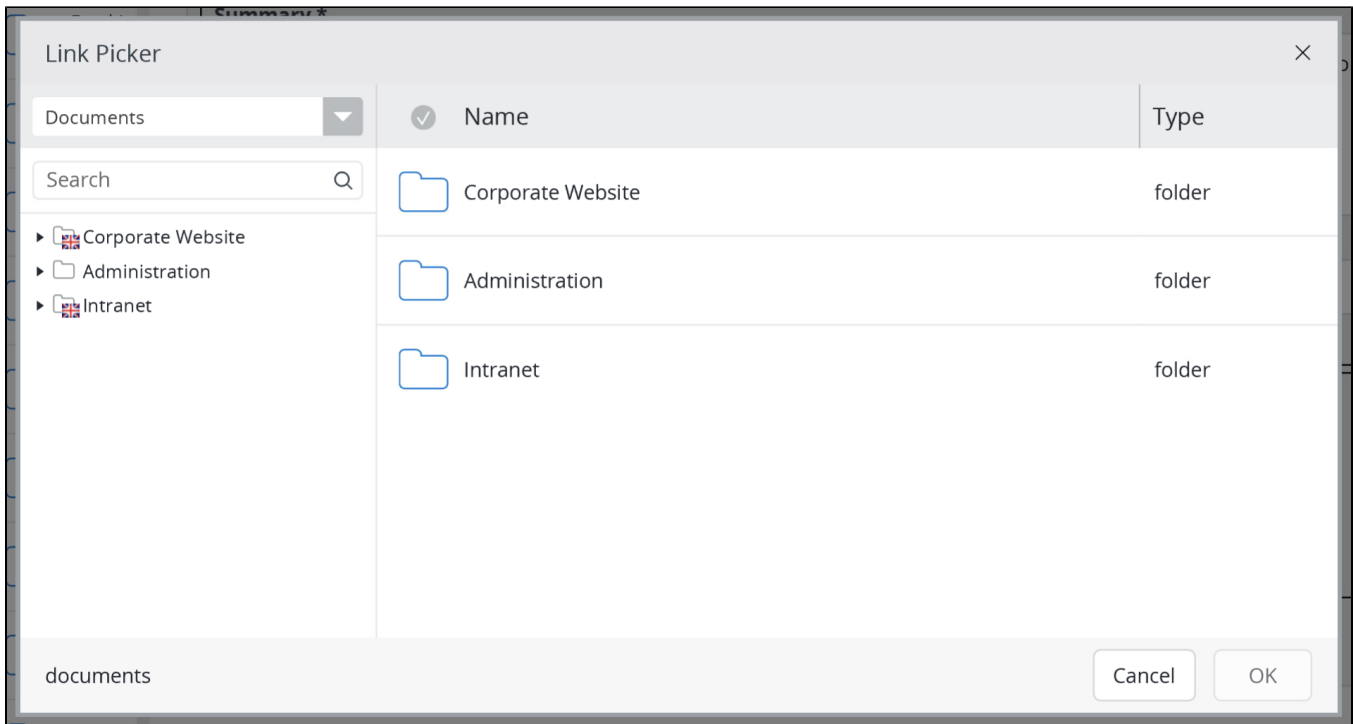 Summary *
Link Picker
Documents
Name
Type
Search
Corporate Website
Administration
Intranet
Corporate Website
folder
Administration
folder
Intranet
folder
documents
Cancel
OK